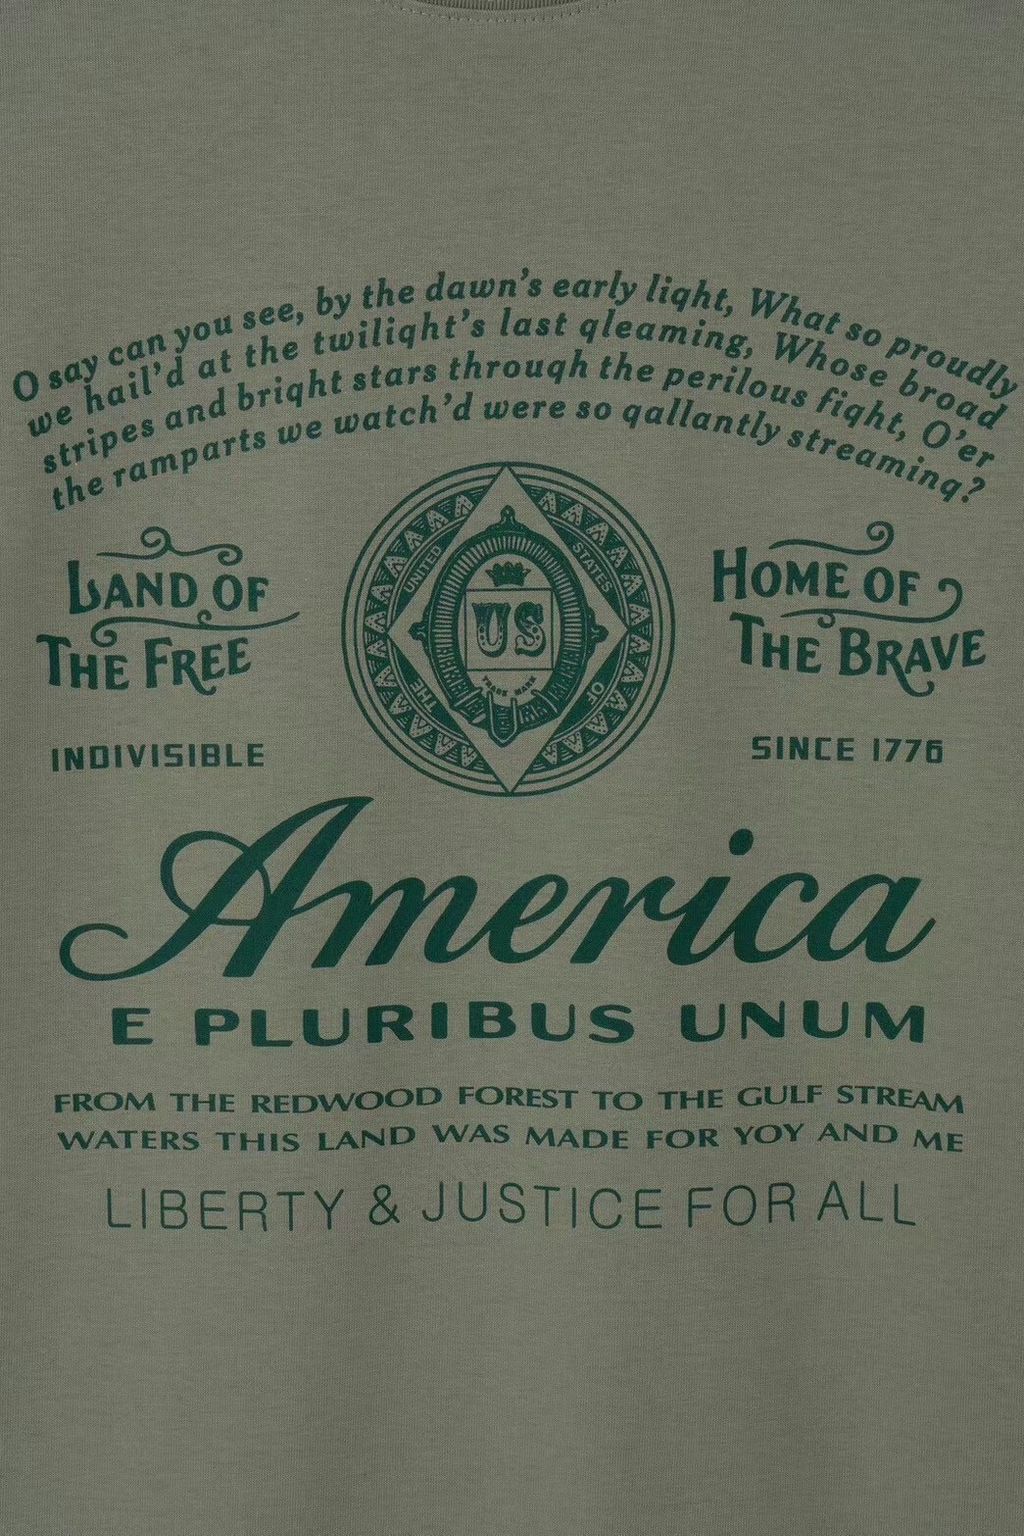 O say can you see, by the dawn's early liqht, What so proudly
we hail'd at the twiliqht's last qleaming, Whose broad
stripes and briqht stars throuqh the perilous fiqht, O'er
the ramparts we watch'd were so qallantly streaming?
LAND OF
THE FREE
HOME OF
THE BRAVE
UNITED
STATES
US
TRADE MARK
THE
OF
INDIVISIBLE
SINCE 1776
America
E PLURIBUS UNUM
FROM THE REDWOOD FOREST TO THE GULF STREAM
WATERS THIS LAND WAS MADE FOR YOY AND ME
LIBERTY & JUSTICE FOR ALL